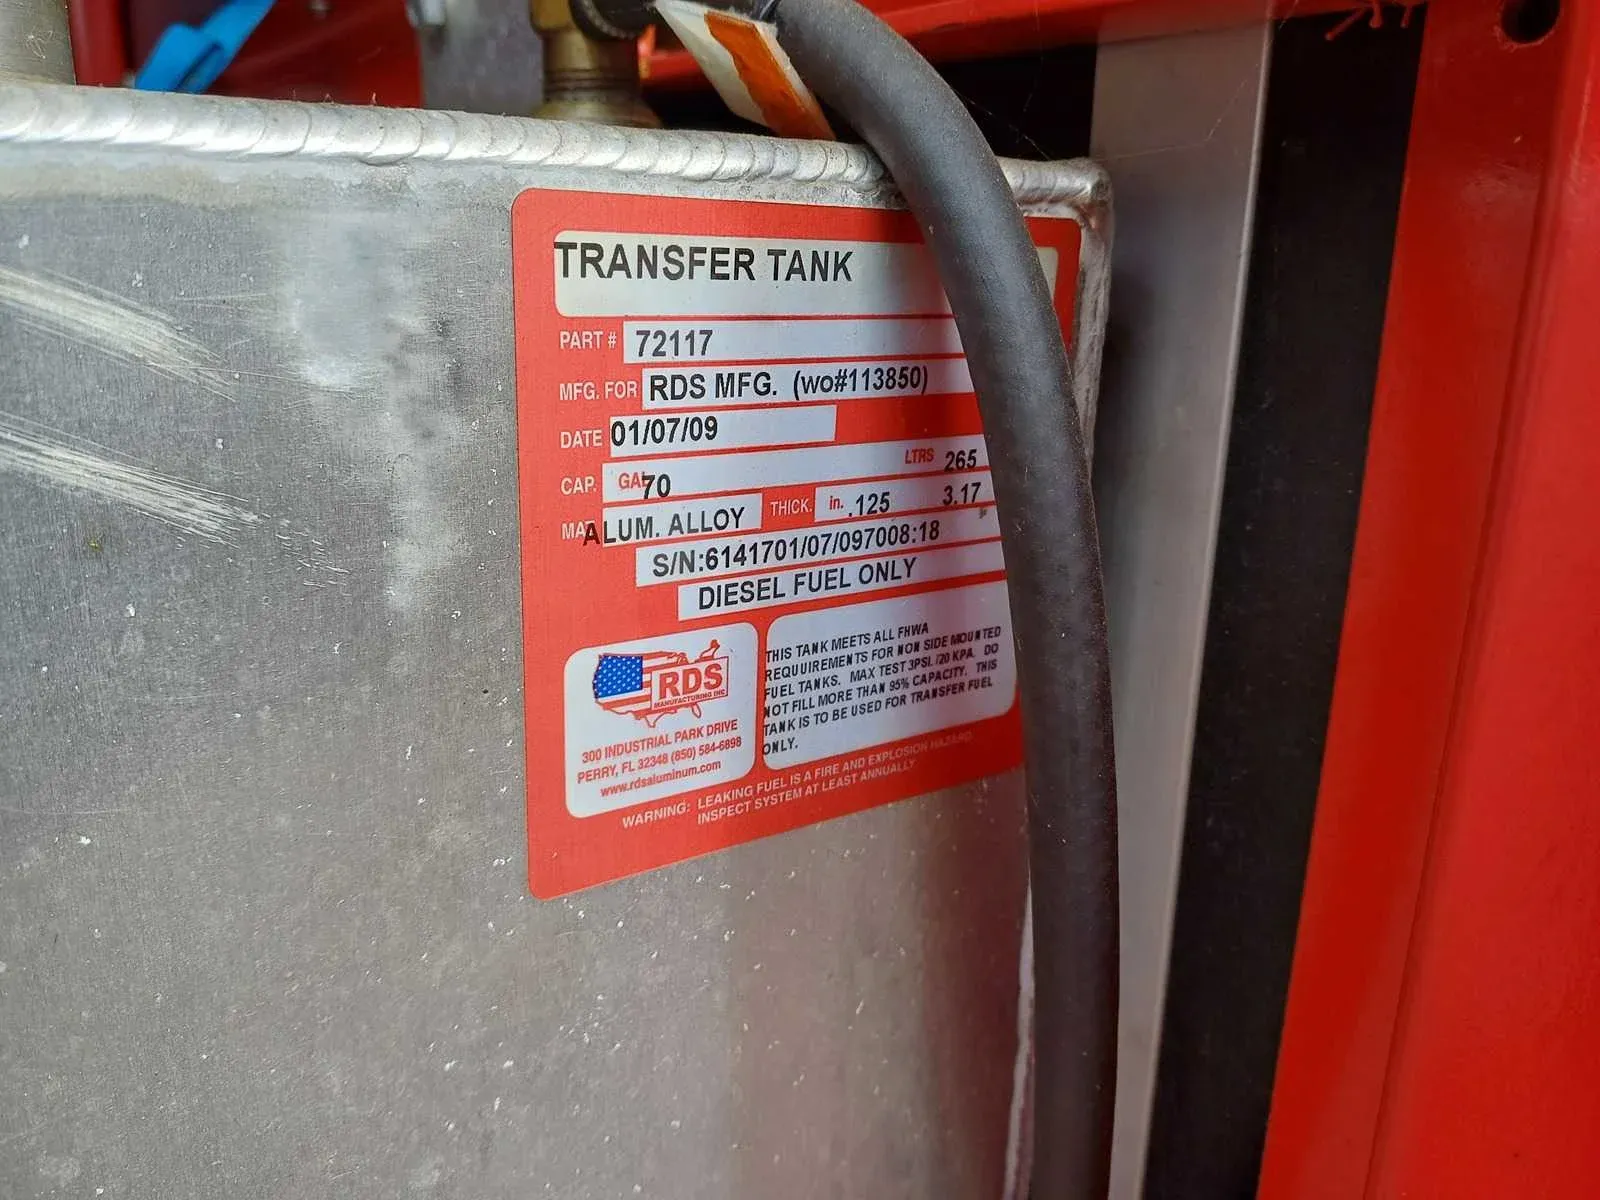 TRANSFER TANK
PART # 72117
MFG. FOR RDS MFG. (wo#113850)
DATE 01/07/09
CAP. GAL 70 LTRS 265
MAT ALUM. ALLOY THICK. in. .125 3.17
S/N:6141701/07/097008:18
DIESEL FUEL ONLY
RDS
MANUFACTURING INC
300 INDUSTRIAL PARK DRIVE
PERRY, FL 32348 (850) 584-6898
www.rdsaluminum.com
THIS TANK MEETS ALL FHWA
REQUUIREMENTS FOR NON SIDE MOUNTED
FUEL TANKS. MAX TEST 3PSI. /20 KPA. DO
NOT FILL MORE THAN 95% CAPACITY. THIS
TANK IS TO BE USED FOR TRANSFER FUEL
ONLY.
WARNING: LEAKING FUEL IS A FIRE AND EXPLOSION HAZARD.
INSPECT SYSTEM AT LEAST ANNUALLY